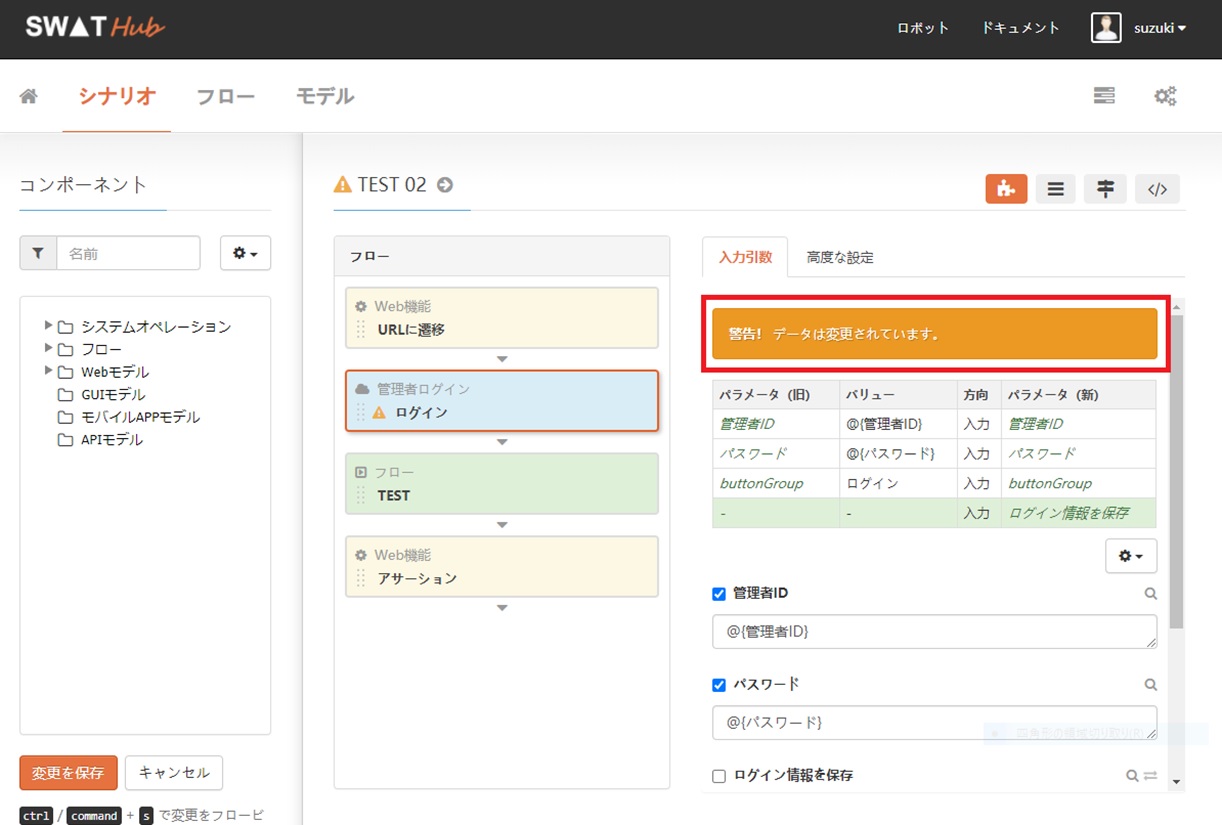 SWAT Hub
ロボット ドキュメント suzuki
シナリオ フロー モデル
コンポーネント
名前
システムオペレーション
フロー
Webモデル
GUIモデル
モバイルAPPモデル
APIモデル
変更を保存 キャンセル
ctrl / command + s で変更をフロービ
TEST 02
フロー
Web機能
URLに遷移
管理者ログイン
ログイン
フロー
TEST
Web機能
アサーション
入力引数 高度な設定
警告! データは変更されています。
パラメータ (旧) バリュー 方向 パラメータ (新)
管理者ID @{管理者ID} 入力 管理者ID
パスワード @{パスワード} 入力 パスワード
buttonGroup ログイン 入力 buttonGroup
- - 入力 ログイン情報を保存
管理者ID
@{管理者ID}
パスワード
@{パスワード}
ログイン情報を保存